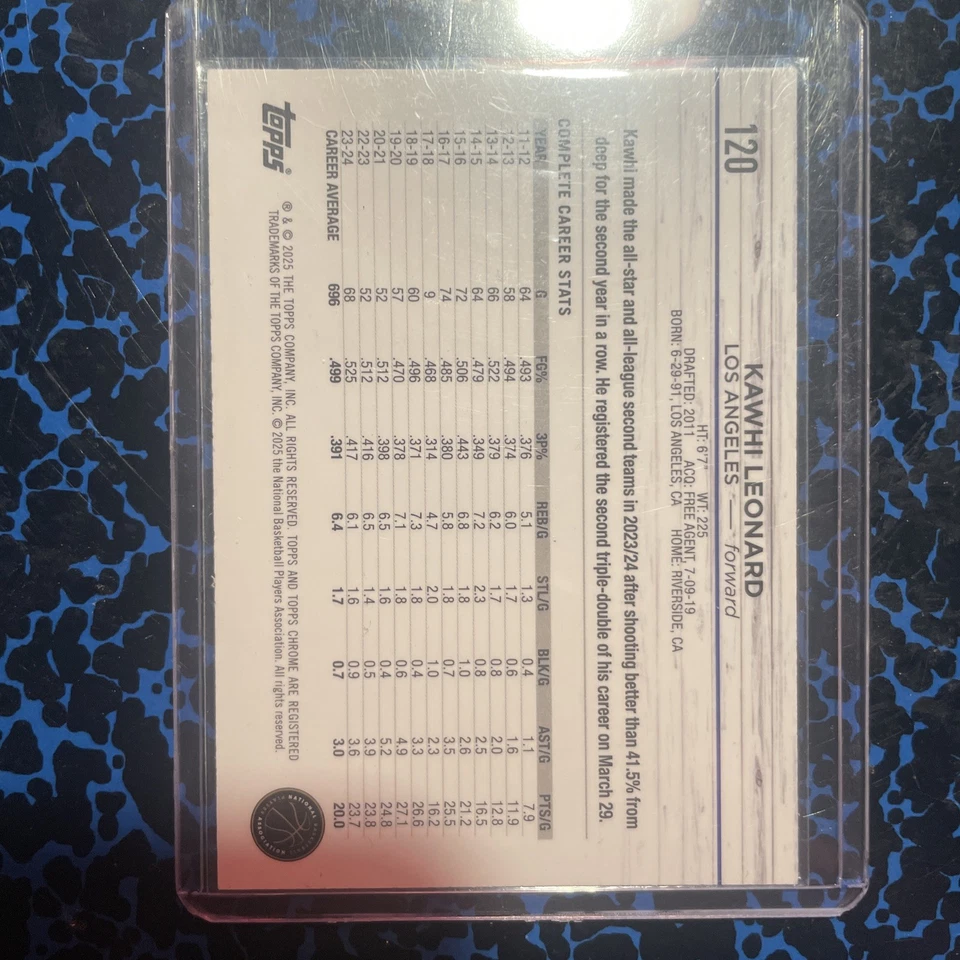 120
KAWHI LEONARD
LOS ANGELES — forward
HT: 6'7" WT: 225
DRAFTED: 2011 ACQ: FREE AGENT, 7-09-19
BORN: 6-29-91, LOS ANGELES, CA HOME: RIVERSIDE, CA
Kawhi made the all-star and all-league second teams in 2023/24 after shooting better than 41.5% from
deep for the second year in a row. He registered the second triple-double of his career on March 29.
COMPLETE CAREER STATS
YEAR G FG% 3P% REB/G STL/G BLK/G AST/G PTS/G
11-12 64 .493 .376 5.1 1.3 0.4 1.1 7.9
12-13 58 .494 .374 6.0 1.7 0.6 1.6 11.9
13-14 66 .522 .379 6.2 1.7 0.8 2.0 12.8
14-15 64 .479 .349 7.2 2.3 0.8 2.5 16.5
15-16 72 .506 .443 6.8 1.8 1.0 2.6 21.2
16-17 74 .485 .380 5.8 1.8 0.7 3.5 25.5
17-18 9 .468 .314 4.7 2.0 1.0 2.3 16.2
18-19 60 .496 .371 7.3 1.8 0.4 3.3 26.6
19-20 57 .470 .378 7.1 1.8 0.6 4.9 27.1
20-21 52 .512 .398 6.5 1.6 0.4 5.2 24.8
22-23 52 .512 .416 6.5 1.4 0.5 3.9 23.8
23-24 68 .525 .417 6.1 1.6 0.9 3.6 23.7
CAREER AVERAGE 696 .499 .391 6.4 1.7 0.7 3.0 20.0
topps®
® & © 2025 THE TOPPS COMPANY, INC. ALL RIGHTS RESERVED. TOPPS AND TOPPS CHROME ARE REGISTERED
TRADEMARKS OF THE TOPPS COMPANY, INC. © 2025 the National Basketball Players Association. All rights reserved.
NATIONAL